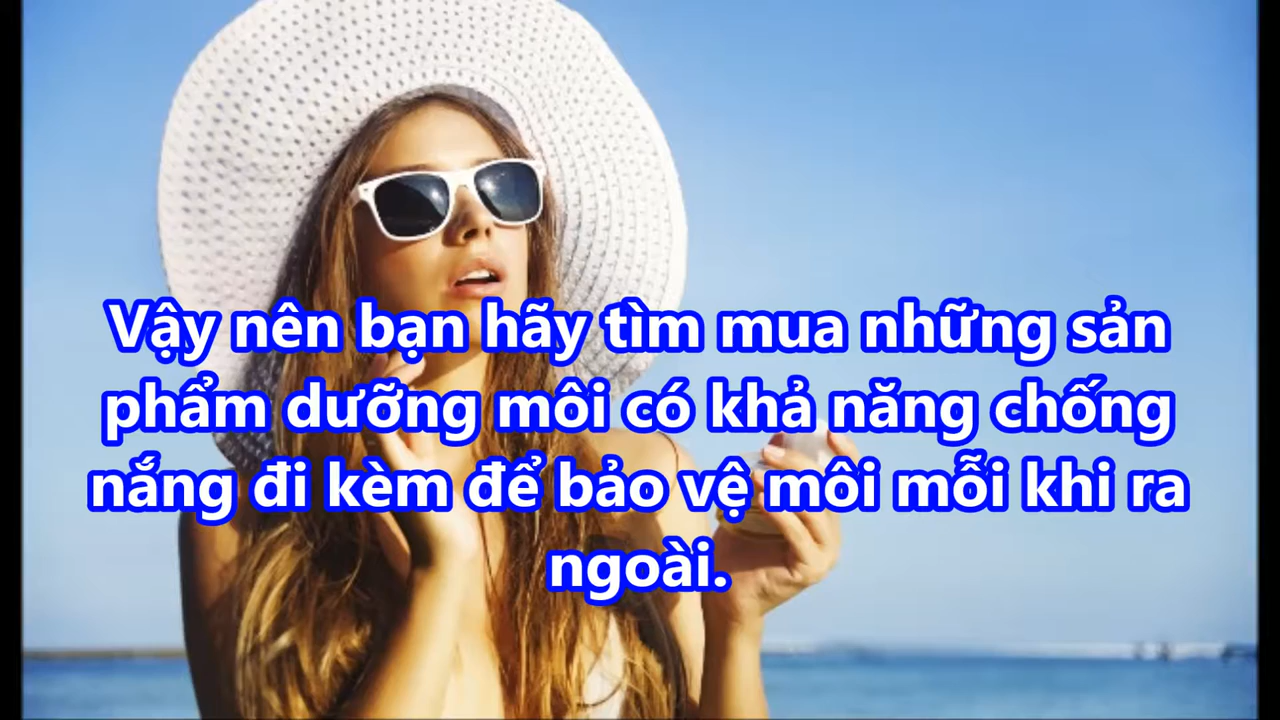 Vậy nên bạn hãy tìm mua những sản
phẩm dưỡng môi có khả năng chống
nắng đi kèm để bảo vệ môi mỗi khi ra
ngoài.